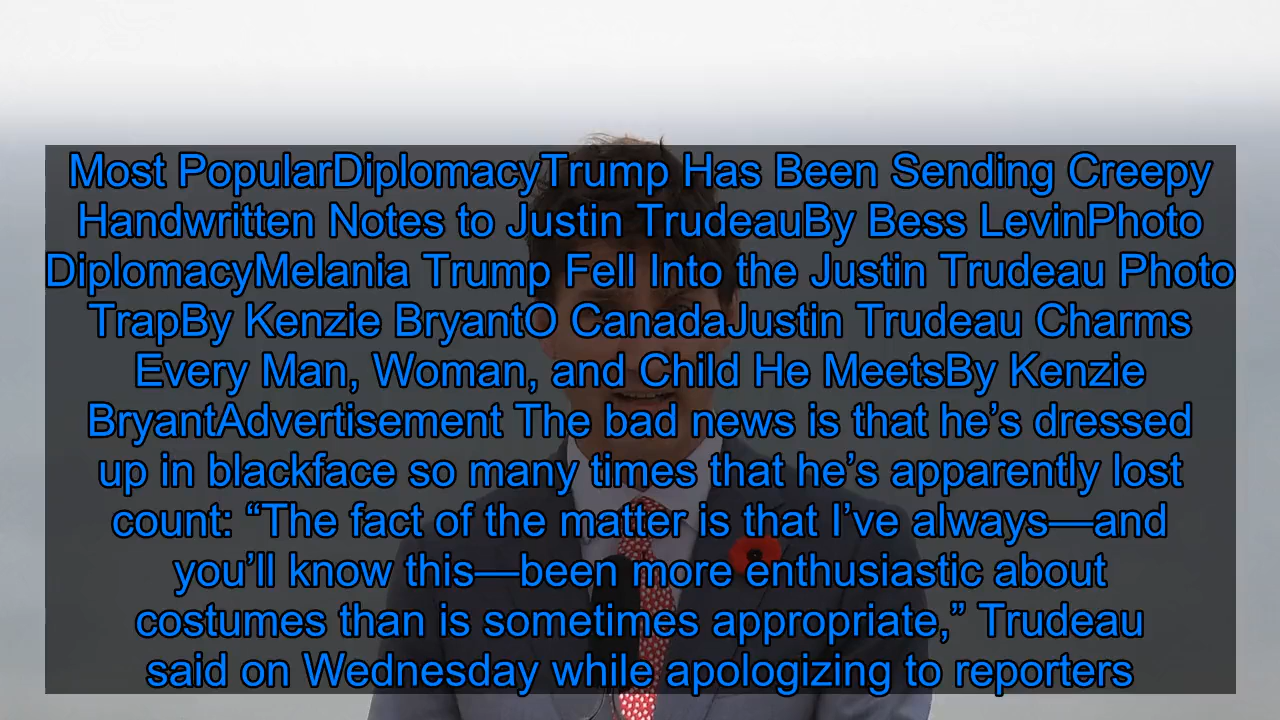 Most PopularDiplomacyTrump Has Been Sending Creepy
Handwritten Notes to Justin TrudeauBy Bess LevinPhoto
DiplomacyMelania Trump Fell Into the Justin Trudeau Photo
TrapBy Kenzie BryantO CanadaJustin Trudeau Charms
Every Man, Woman, and Child He MeetsBy Kenzie
BryantAdvertisement The bad news is that he’s dressed
up in blackface so many times that he’s apparently lost
count: “The fact of the matter is that I’ve always—and
you’ll know this—been more enthusiastic about
costumes than is sometimes appropriate,” Trudeau
said on Wednesday while apologizing to reporters